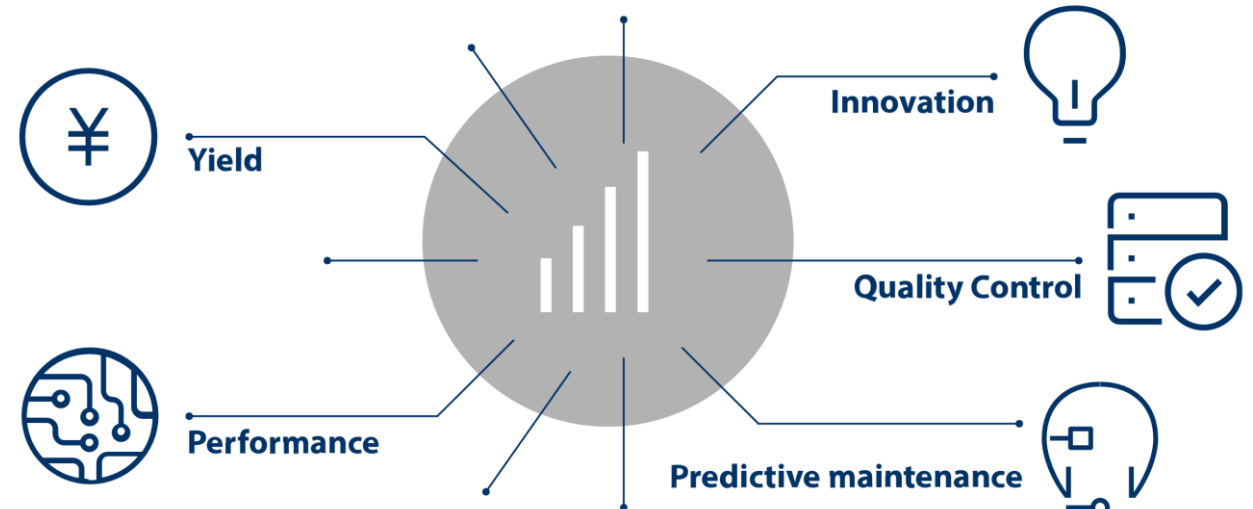 ¥
Yield
Innovation
Quality Control
Performance
Predictive maintenance